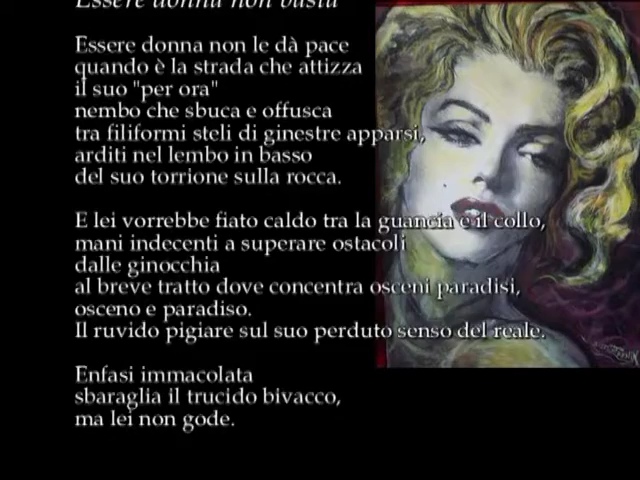 Essere donna non basta
Essere donna non le dà pace
quando è la strada che attizza
il suo "per ora"
nembo che sbuca e offusca
tra filiformi steli di ginestre apparsi,
arditi nel lembo in basso
del suo torrione sulla rocca.
E lei vorrebbe fiato caldo tra la guancia e il collo,
mani indecenti a superare ostacoli
dalle ginocchia
al breve tratto dove concentra osceni paradisi,
osceno e paradiso.
Il ruvido pigiare sul suo perduto senso del reale.
Enfasi immacolata
sbaraglia il trucido bivacco,
ma lei non gode.